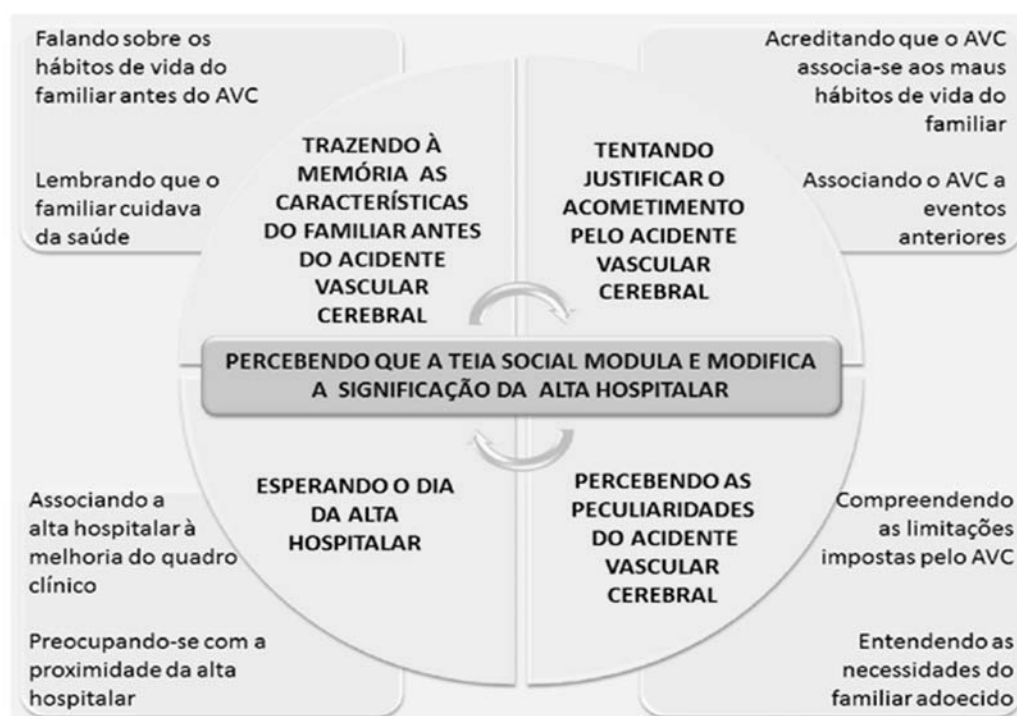 Falando sobre os
hábitos de vida do
familiar antes do AVC
Lembrando que o
familiar cuidava
da saúde
TRAZENDO À
MEMÓRIA AS
CARACTERÍSTICAS
DO FAMILIAR ANTES
DO ACIDENTE
VASCULAR
CEREBRAL
TENTANDO
JUSTIFICAR O
ACOMETIMENTO
PELO ACIDENTE
VASCULAR
CEREBRAL
Acreditando que o AVC
associa-se aos maus
hábitos de vida do
familiar
Associando o AVC a
eventos
anteriores
PERCEBENDO QUE A TEIA SOCIAL MODULA E MODIFICA
A SIGNIFICAÇÃO DA ALTA HOSPITALAR
Associando a
alta hospitalar à
melhoria do quadro
clínico
Preocupando-se com a
proximidade da alta
hospitalar
ESPERANDO O DIA
DA ALTA
HOSPITALAR
PERCEBENDO AS
PECULIARIDADES
DO ACIDENTE
VASCULAR
CEREBRAL
Compreendendo
as limitações
impostas pelo AVC
Entendendo as
necessidades do
familiar adoecido